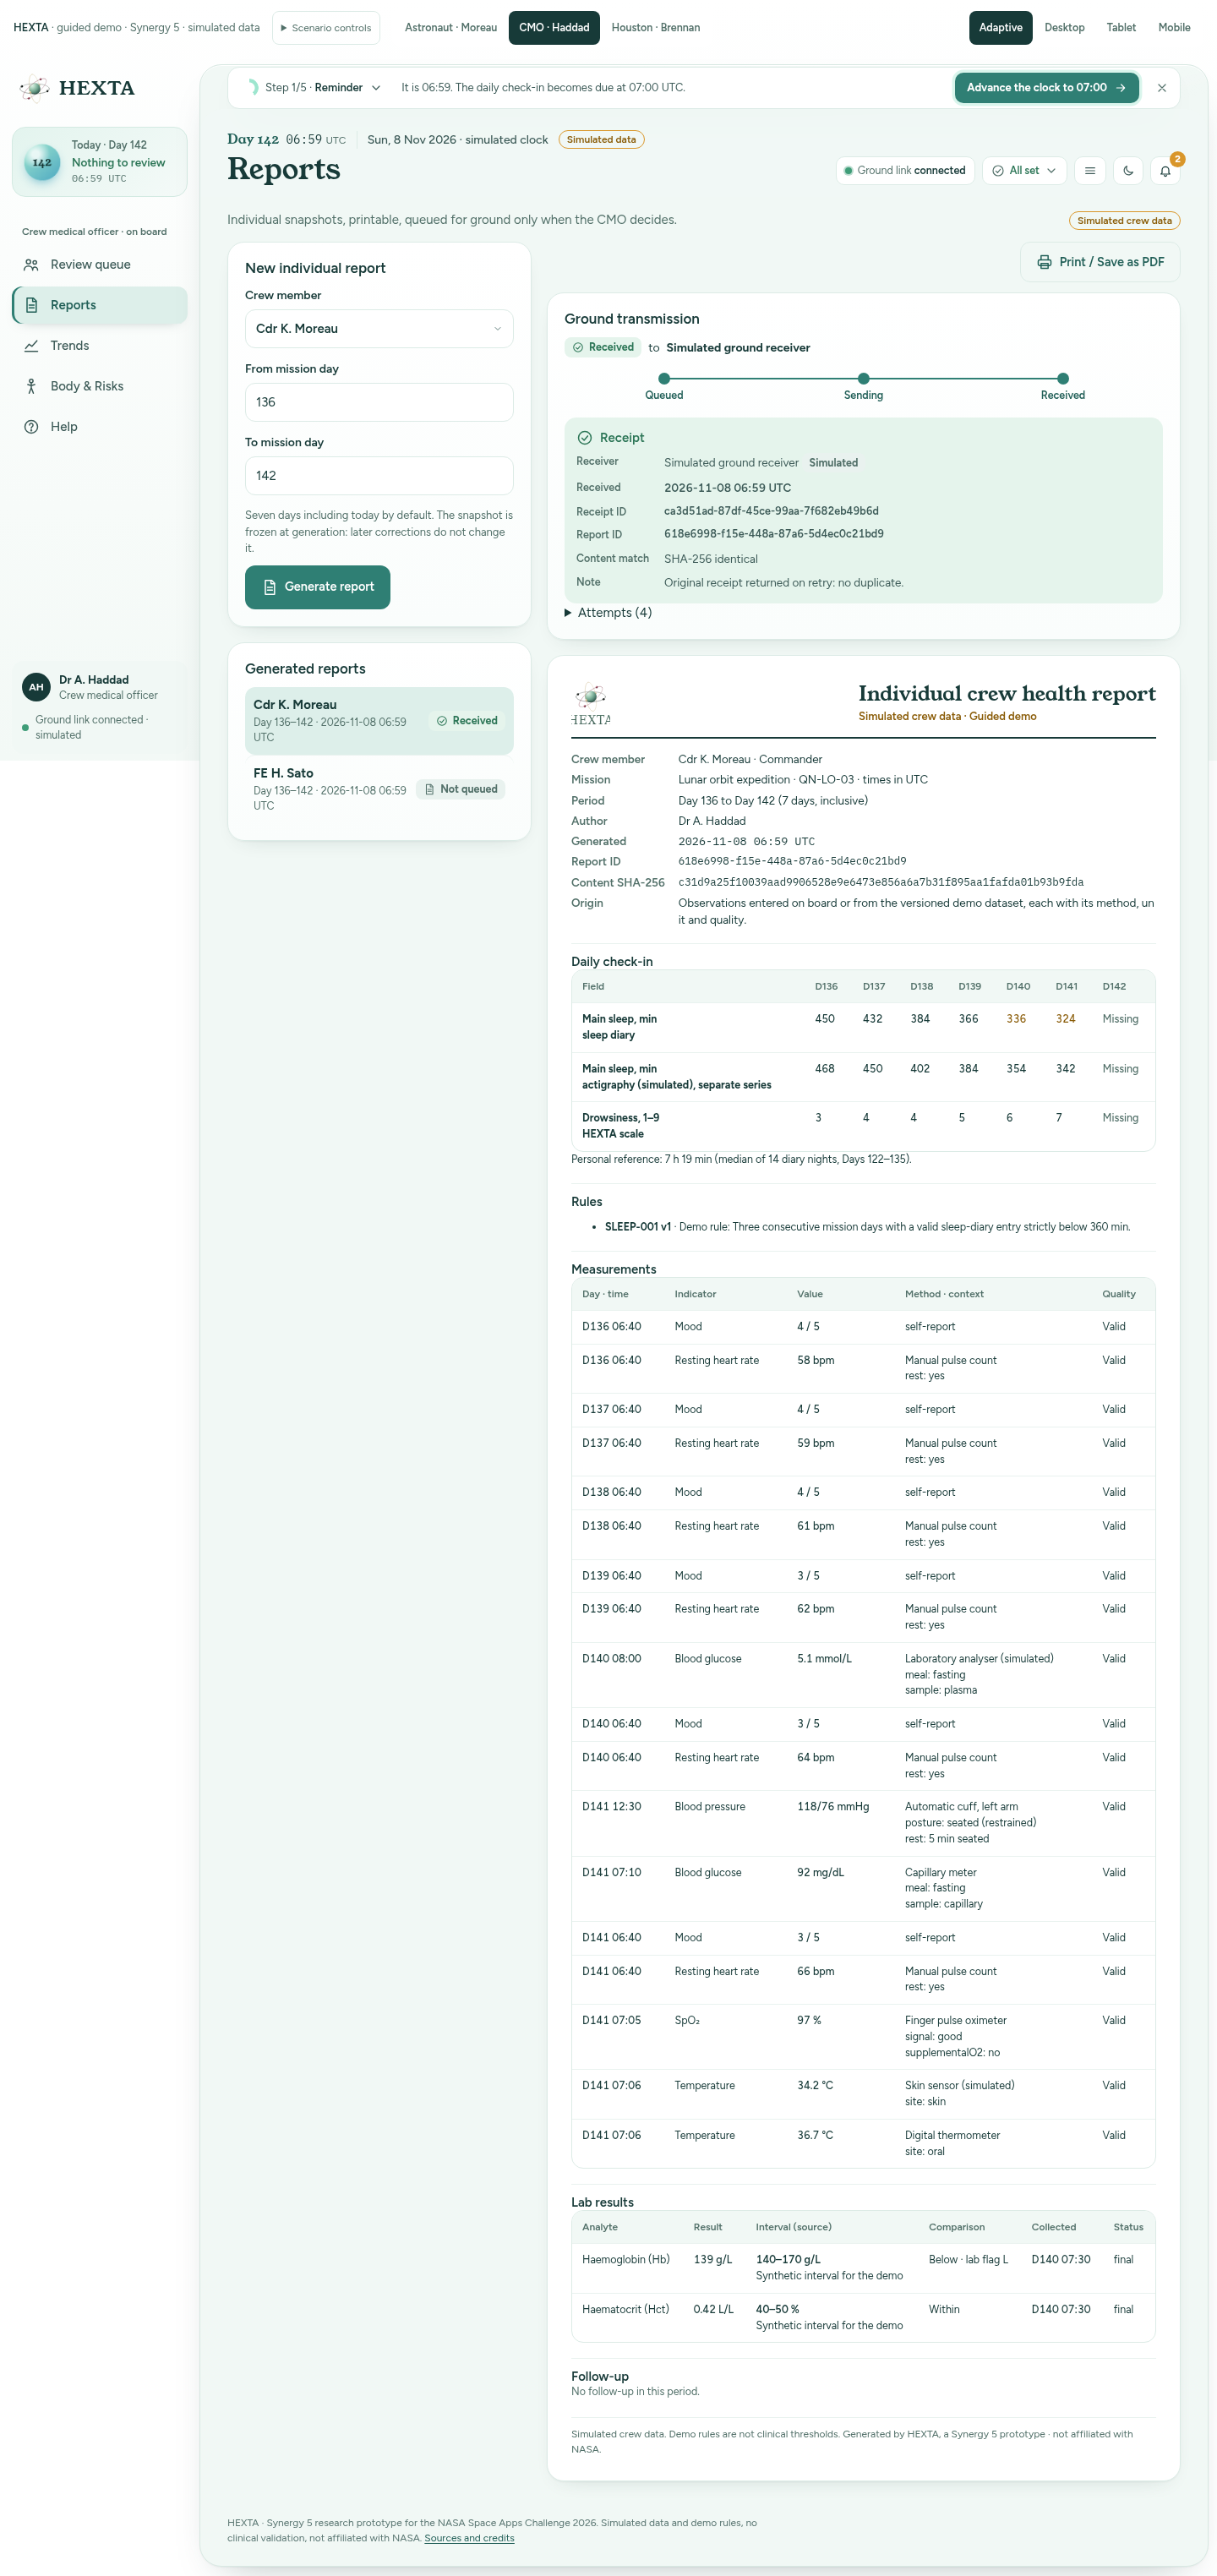 HEXTA · guided demo · Synergy 5 · simulated data
Scenario controls
Astronaut · Moreau
CMO · Haddad
Houston · Brennan
Adaptive
Desktop
Tablet
Mobile
HEXTA
142
Today · Day 142
Nothing to review
06:59 UTC
Crew medical officer · on board
Review queue
Reports
Trends
Body & Risks
Help
AH
Dr A. Haddad
Crew medical officer
Ground link connected ·
simulated
Step 1/5 · Reminder
It is 06:59. The daily check-in becomes due at 07:00 UTC.
Advance the clock to 07:00
Day 142 06:59 UTC
Sun, 8 Nov 2026 · simulated clock
Simulated data
Reports
Ground link connected
All set
2
Individual snapshots, printable, queued for ground only when the CMO decides.
Simulated crew data
New individual report
Crew member
Cdr K. Moreau
From mission day
136
To mission day
142
Seven days including today by default. The snapshot is
frozen at generation: later corrections do not change
it.
Generate report
Generated reports
Cdr K. Moreau
Day 136–142 · 2026-11-08 06:59
UTC
Received
FE H. Sato
Day 136–142 · 2026-11-08 06:59
UTC
Not queued
Print / Save as PDF
Ground transmission
Received to Simulated ground receiver
Queued
Sending
Received
Receipt
Receiver Simulated ground receiver Simulated
Received 2026-11-08 06:59 UTC
Receipt ID ca3d51ad-87df-45ce-99aa-7f682eb49b6d
Report ID 618e6998-f15e-448a-87a6-5d4ec0c21bd9
Content match SHA-256 identical
Note Original receipt returned on retry: no duplicate.
Attempts (4)
HEXTA
Individual crew health report
Simulated crew data · Guided demo
Crew member Cdr K. Moreau · Commander
Mission Lunar orbit expedition · QN-LO-03 · times in UTC
Period Day 136 to Day 142 (7 days, inclusive)
Author Dr A. Haddad
Generated 2026-11-08 06:59 UTC
Report ID 618e6998-f15e-448a-87a6-5d4ec0c21bd9
Content SHA-256 c31d9a25f10039aad9906528e9e6473e856a6a7b31f895aa1fafda01b93b9fda
Origin Observations entered on board or from the versioned demo dataset, each with its method, un
it and quality.
Daily check-in
Field D136 D137 D138 D139 D140 D141 D142
Main sleep, min 450 432 384 366 336 324 Missing
sleep diary
Main sleep, min 468 450 402 384 354 342 Missing
actigraphy (simulated), separate series
Drowsiness, 1–9 3 4 4 5 6 7 Missing
HEXTA scale
Personal reference: 7 h 19 min (median of 14 diary nights, Days 122–135).
Rules
• SLEEP-001 v1 · Demo rule: Three consecutive mission days with a valid sleep-diary entry strictly below 360 min.
Measurements
Day · time Indicator Value Method · context Quality
D136 06:40 Mood 4 / 5 self-report Valid
D136 06:40 Resting heart rate 58 bpm Manual pulse count Valid
rest: yes
D137 06:40 Mood 4 / 5 self-report Valid
D137 06:40 Resting heart rate 59 bpm Manual pulse count Valid
rest: yes
D138 06:40 Mood 4 / 5 self-report Valid
D138 06:40 Resting heart rate 61 bpm Manual pulse count Valid
rest: yes
D139 06:40 Mood 3 / 5 self-report Valid
D139 06:40 Resting heart rate 62 bpm Manual pulse count Valid
rest: yes
D140 08:00 Blood glucose 5.1 mmol/L Laboratory analyser (simulated) Valid
meal: fasting
sample: plasma
D140 06:40 Mood 3 / 5 self-report Valid
D140 06:40 Resting heart rate 64 bpm Manual pulse count Valid
rest: yes
D141 12:30 Blood pressure 118/76 mmHg Automatic cuff, left arm Valid
posture: seated (restrained)
rest: 5 min seated
D141 07:10 Blood glucose 92 mg/dL Capillary meter Valid
meal: fasting
sample: capillary
D141 06:40 Mood 3 / 5 self-report Valid
D141 06:40 Resting heart rate 66 bpm Manual pulse count Valid
rest: yes
D141 07:05 SpO₂ 97 % Finger pulse oximeter Valid
signal: good
supplementalO2: no
D141 07:06 Temperature 34.2 °C Skin sensor (simulated) Valid
site: skin
D141 07:06 Temperature 36.7 °C Digital thermometer Valid
site: oral
Lab results
Analyte Result Interval (source) Comparison Collected Status
Haemoglobin (Hb) 139 g/L 140–170 g/L Below · lab flag L D140 07:30 final
Synthetic interval for the demo
Haematocrit (Hct) 0.42 L/L 40–50 % Within D140 07:30 final
Synthetic interval for the demo
Follow-up
No follow-up in this period.
Simulated crew data. Demo rules are not clinical thresholds. Generated by HEXTA, a Synergy 5 prototype · not affiliated with
NASA.
HEXTA · Synergy 5 research prototype for the NASA Space Apps Challenge 2026. Simulated data and demo rules, no
clinical validation, not affiliated with NASA. Sources and credits